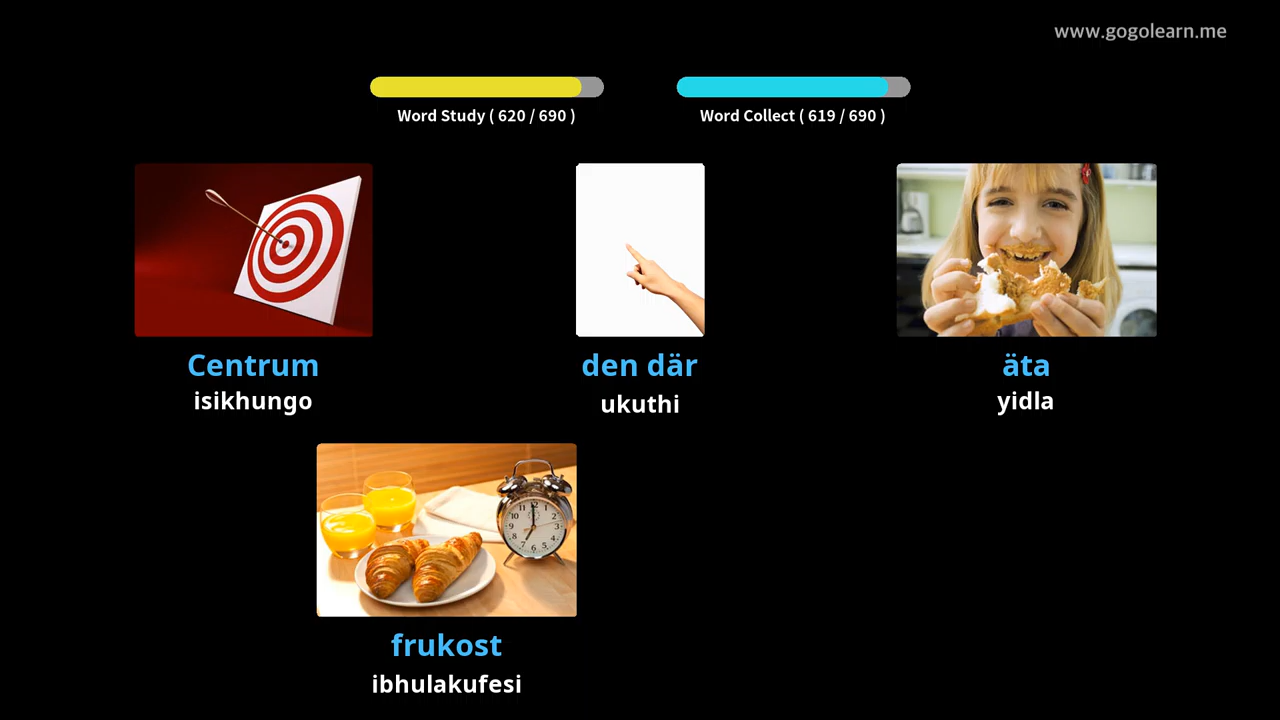 www.gogolearn.me
Word Study ( 620 / 690 )
Word Collect ( 619 / 690 )
Centrum
isikhungo
den där
ukuthi
äta
yidla
frukost
ibhulakufesi